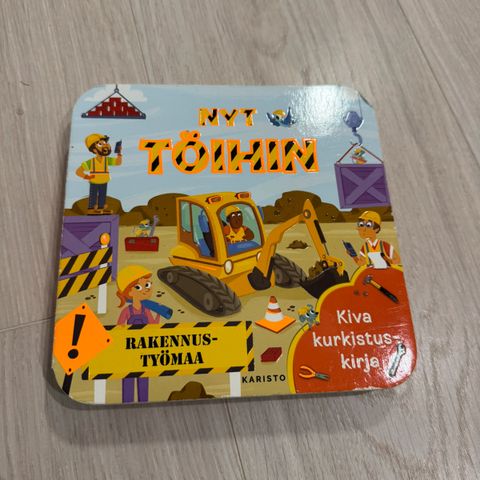 NYT
TÖIHIN
RAKENNUS-
TYÖMAA
Kiva
kurkistus-
kirja
KARISTO